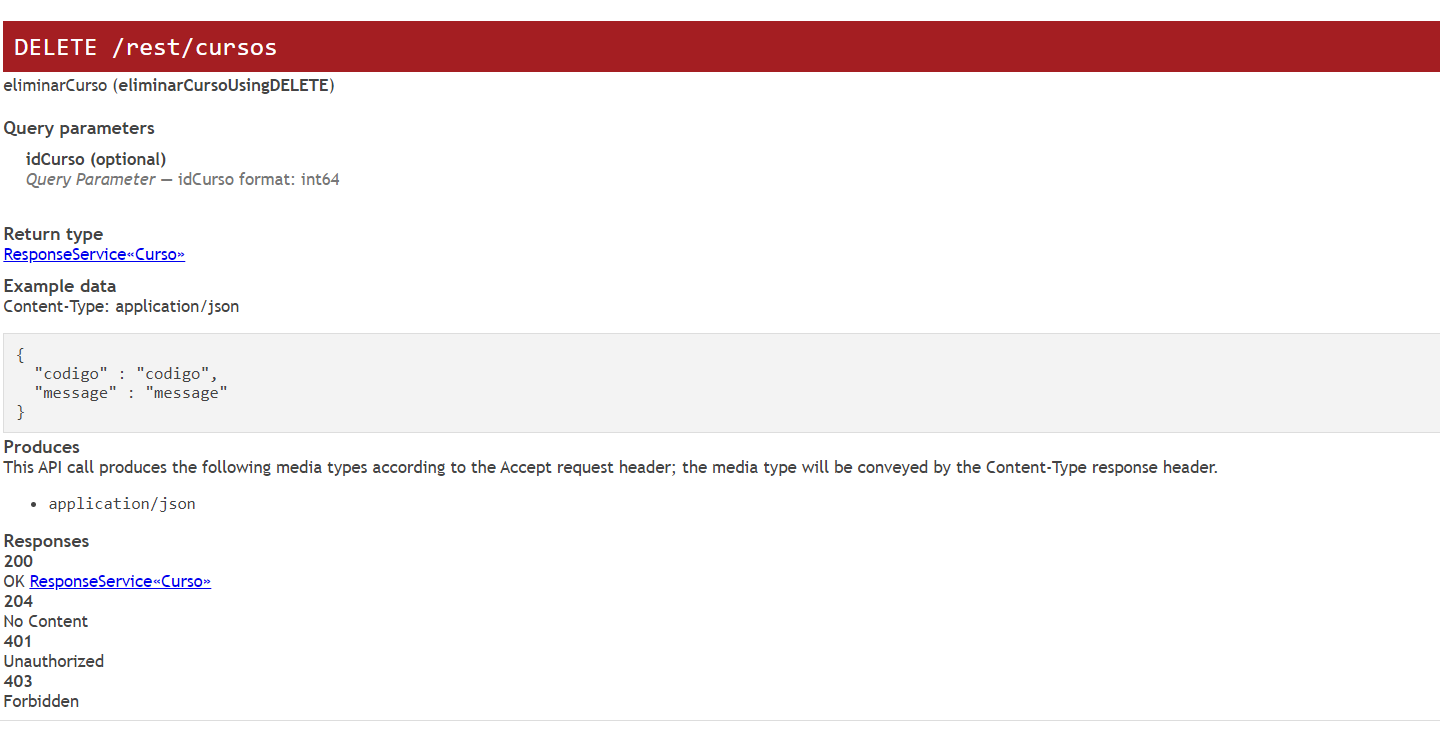 DELETE /rest/cursos
eliminarCurso (eliminarCursoUsingDELETE)
Query parameters
idCurso (optional)
Query Parameter — idCurso format: int64
Return type
ResponseService«Curso»
Example data
Content-Type: application/json
{
  "codigo" : "codigo",
  "message" : "message"
}
Produces
This API call produces the following media types according to the Accept request header; the media type will be conveyed by the Content-Type response header.
• application/json
Responses
200
OK ResponseService«Curso»
204
No Content
401
Unauthorized
403
Forbidden